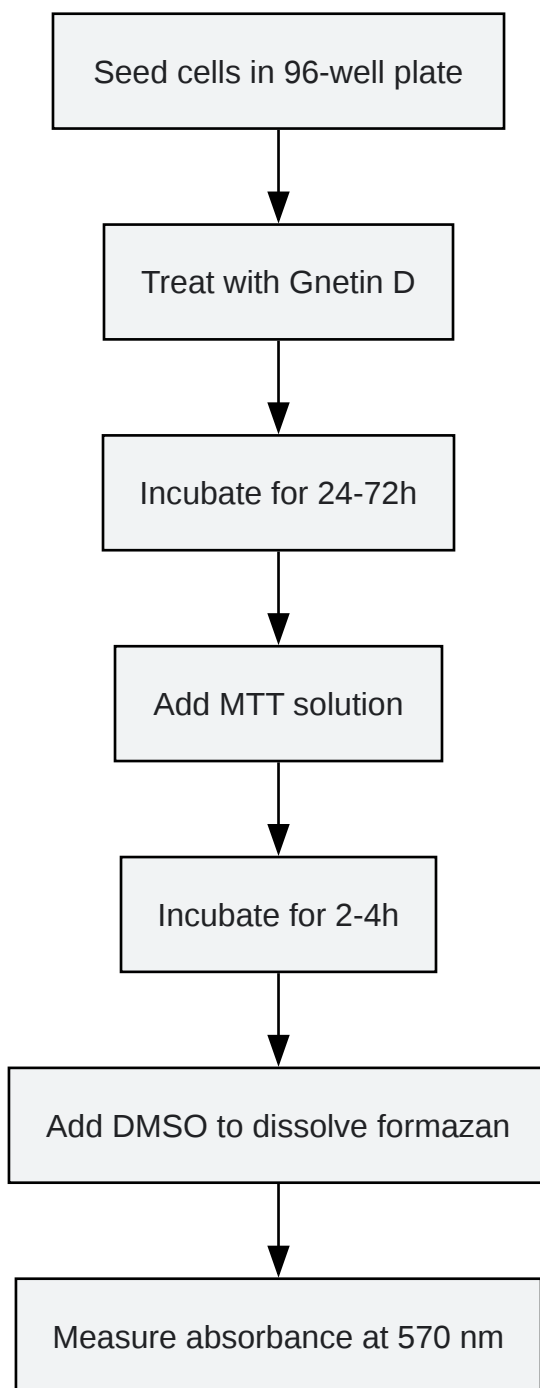 Seed cells in 96-well plate
Treat with Gnetin D
Incubate for 24-72h
Add MTT solution
Incubate for 2-4h
Add DMSO to dissolve formazan
Measure absorbance at 570 nm